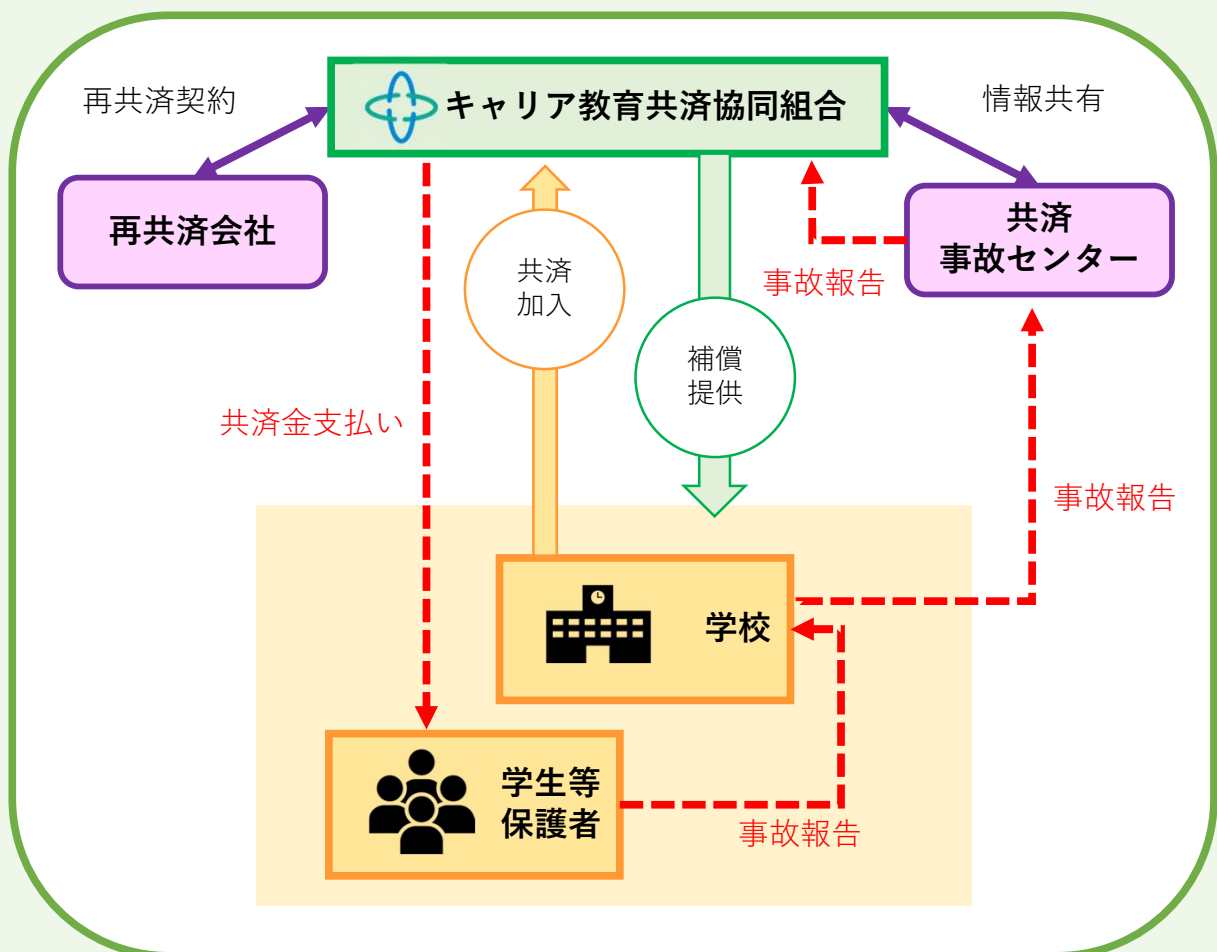 再共済契約
キャリア教育共済協同組合
情報共有
再共済会社
共済
事故センター
共済
加入
事故報告
補償
提供
共済金支払い
事故報告
学校
学生等
保護者
事故報告